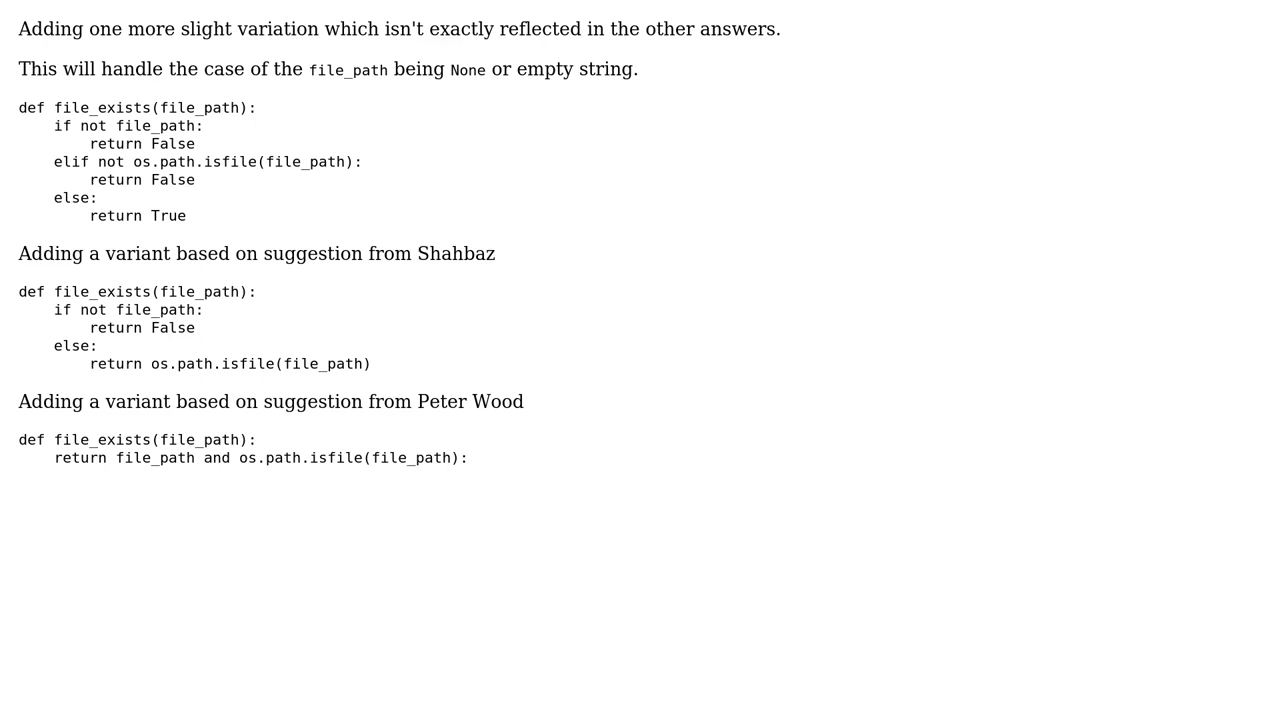 Adding one more slight variation which isn't exactly reflected in the other answers.
This will handle the case of the file_path being None or empty string.
def file_exists(file_path):
    if not file_path:
        return False
    elif not os.path.isfile(file_path):
        return False
    else:
        return True
Adding a variant based on suggestion from Shahbaz
def file_exists(file_path):
    if not file_path:
        return False
    else:
        return os.path.isfile(file_path)
Adding a variant based on suggestion from Peter Wood
def file_exists(file_path):
    return file_path and os.path.isfile(file_path):